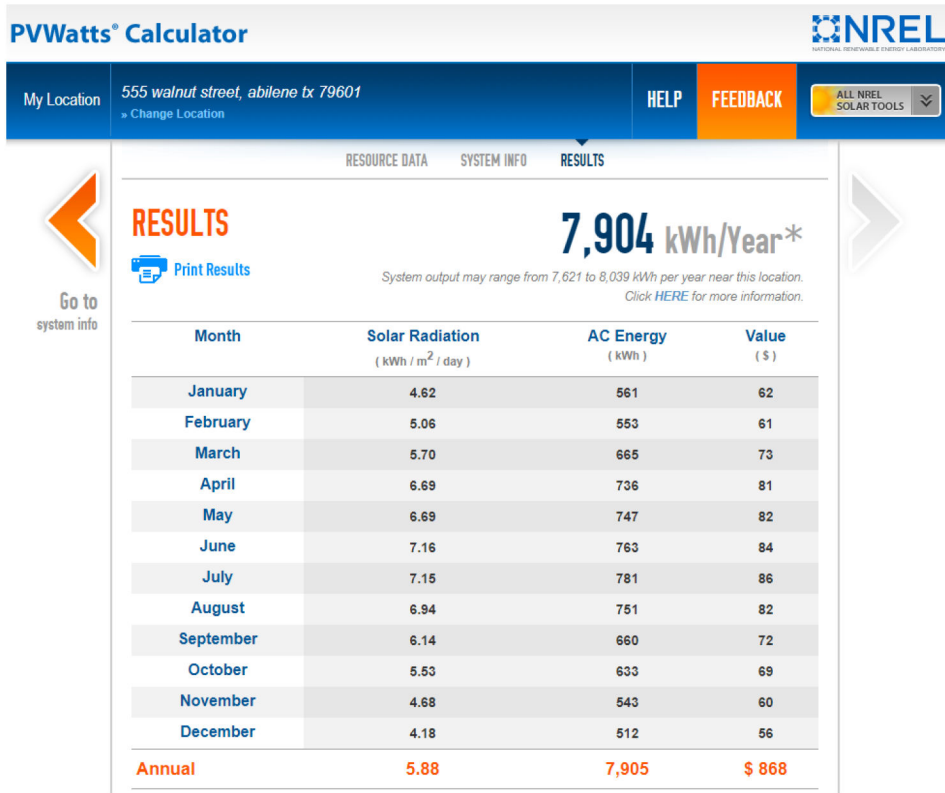 PVWatts® Calculator
NREL
NATIONAL RENEWABLE ENERGY LABORATORY
My Location
555 walnut street, abilene tx 79601
» Change Location
HELP
FEEDBACK
ALL NREL
SOLAR TOOLS
RESOURCE DATA SYSTEM INFO RESULTS
Go to
system info
RESULTS
Print Results
7,904 kWh/Year*
System output may range from 7,621 to 8,039 kWh per year near this location.
Click HERE for more information.
Month Solar Radiation AC Energy Value
( kWh / m² / day ) ( kWh ) ( $ )
January 4.62 561 62
February 5.06 553 61
March 5.70 665 73
April 6.69 736 81
May 6.69 747 82
June 7.16 763 84
July 7.15 781 86
August 6.94 751 82
September 6.14 660 72
October 5.53 633 69
November 4.68 543 60
December 4.18 512 56
Annual 5.88 7,905 $ 868